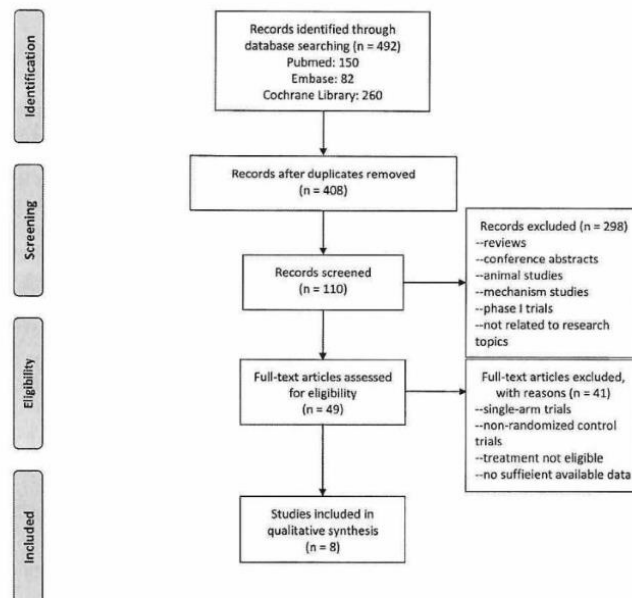 Identification
Records identified through
database searching (n = 492)
Pubmed: 150
Embase: 82
Cochrane Library: 260
Screening
Records after duplicates removed
(n = 408)
Records screened
(n = 110)
Records excluded (n = 298)
--reviews
--conference abstracts
--animal studies
--mechanism studies
--phase I trials
--not related to research
topics
Eligibility
Full-text articles assessed
for eligibility
(n = 49)
Full-text articles excluded,
with reasons (n = 41)
--single-arm trials
--non-randomized control
trials
--treatment not eligible
--no suffieient available data
Included
Studies included in
qualitative synthesis
(n = 8)